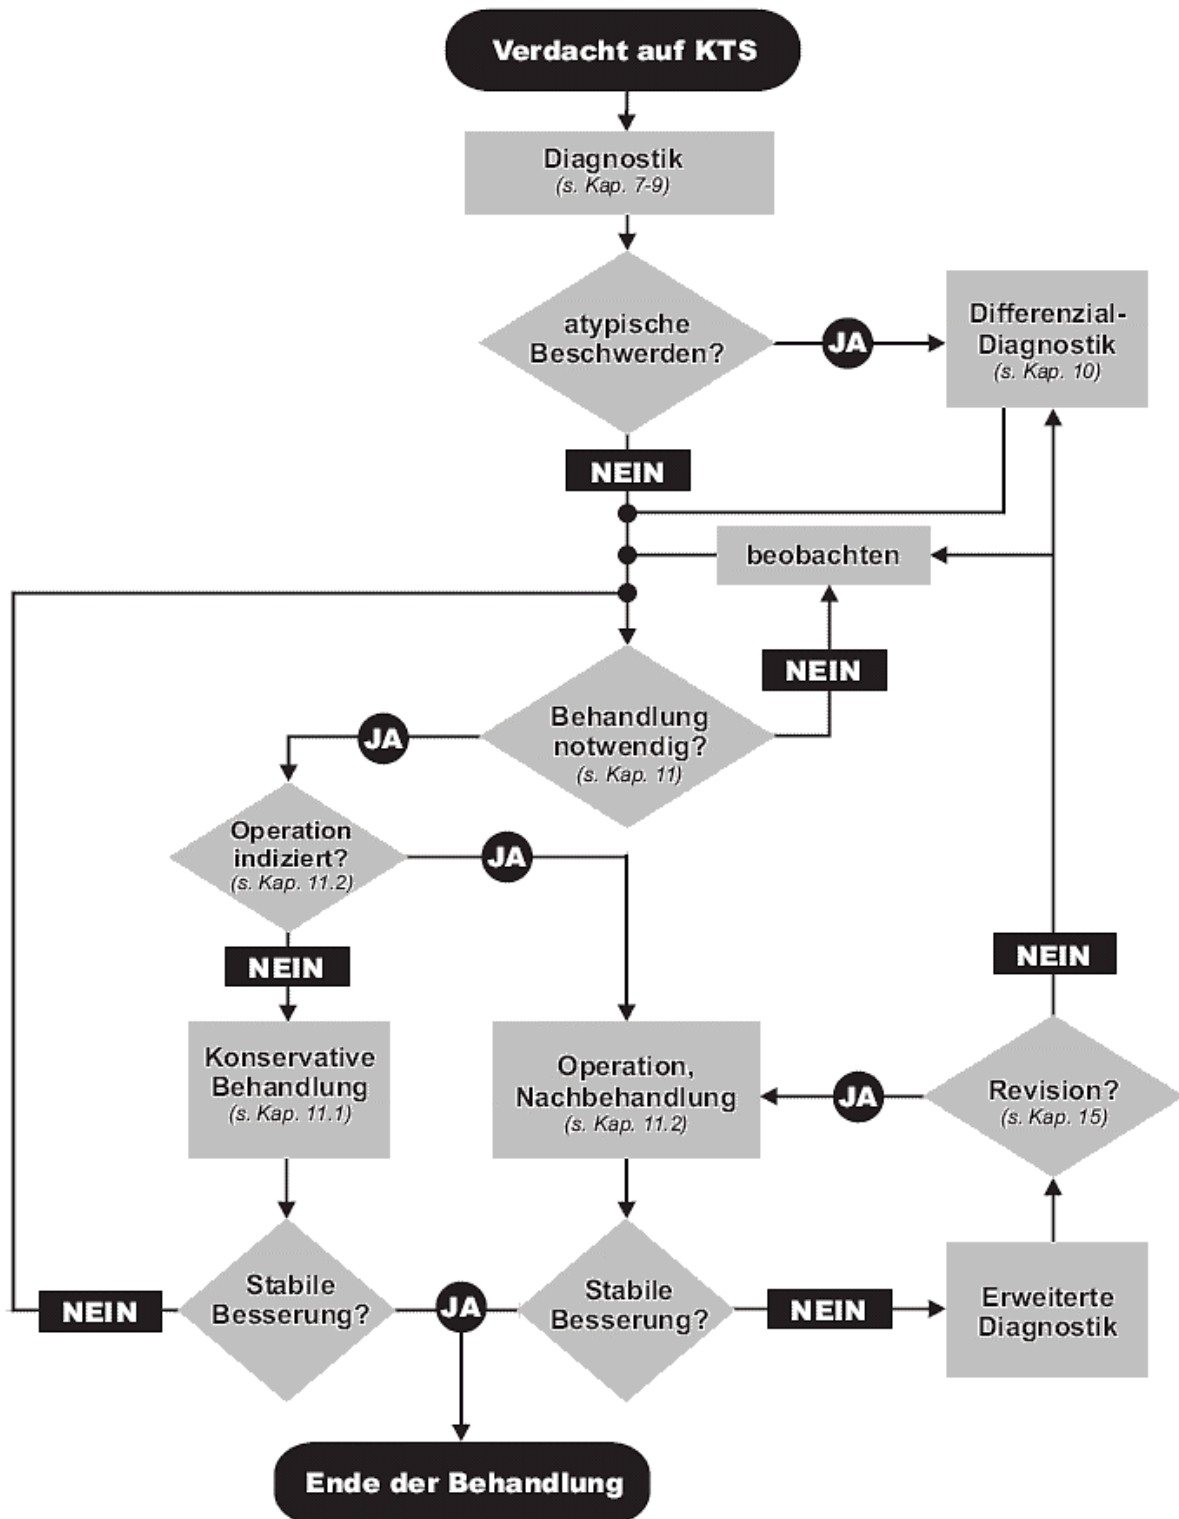 Verdacht auf KTS
Diagnostik
(s. Kap. 7-9)
atypische
Beschwerden?
JA
Differenzial-
Diagnostik
(s. Kap. 10)
NEIN
beobachten
NEIN
Behandlung
notwendig?
(s. Kap. 11)
JA
Operation
indiziert?
(s. Kap. 11.2)
JA
NEIN
NEIN
Konservative
Behandlung
(s. Kap. 11.1)
Operation,
Nachbehandlung
(s. Kap. 11.2)
JA
Revision?
(s. Kap. 15)
NEIN
Stabile
Besserung?
JA
Stabile
Besserung?
NEIN
Erweiterte
Diagnostik
Ende der Behandlung